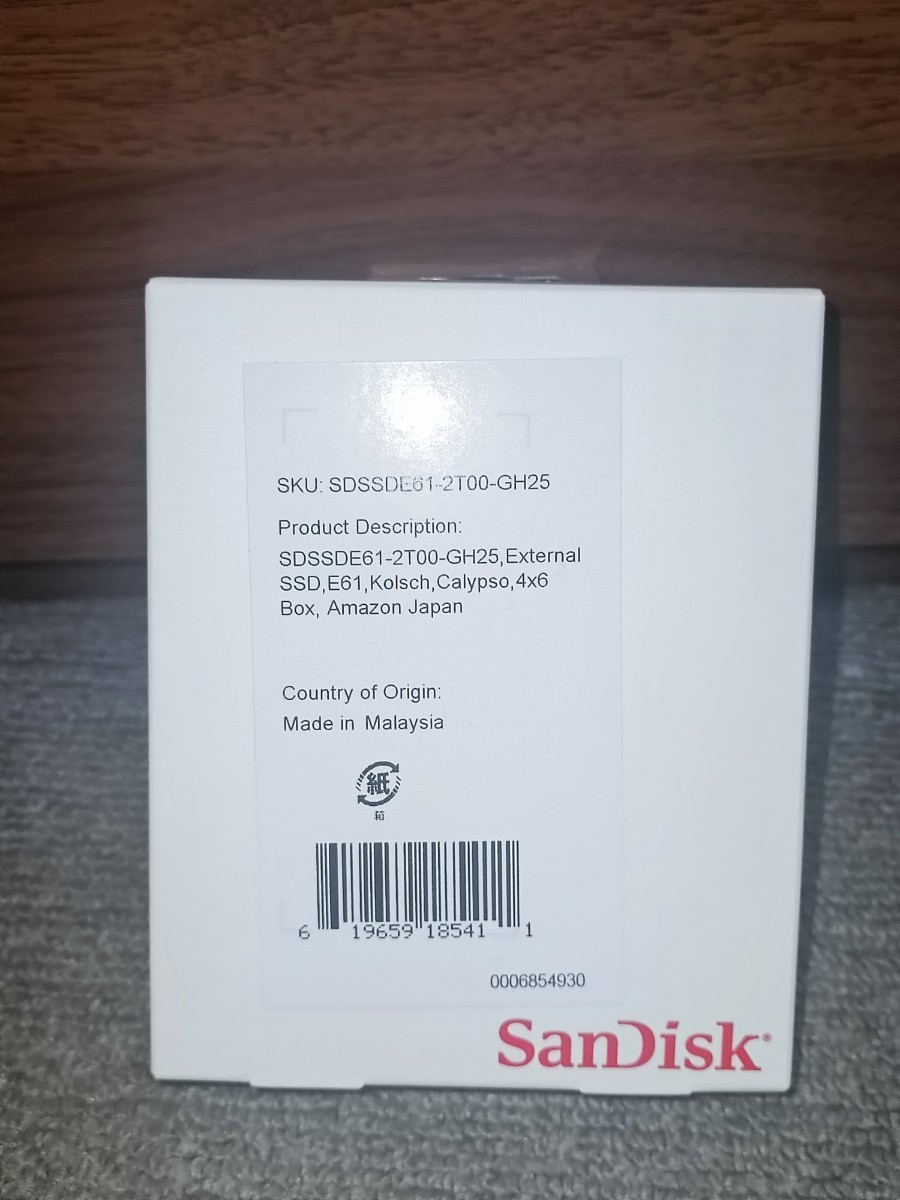 SKU: SDSSDE61-2T00-GH25
Product Description:
SDSSDE61-2T00-GH25,External
SSD,E61,Kolsch,Calypso,4x6
Box, Amazon Japan
Country of Origin:
Made in Malaysia
紙
箱
6 19659 18541 1
0006854930
SanDisk